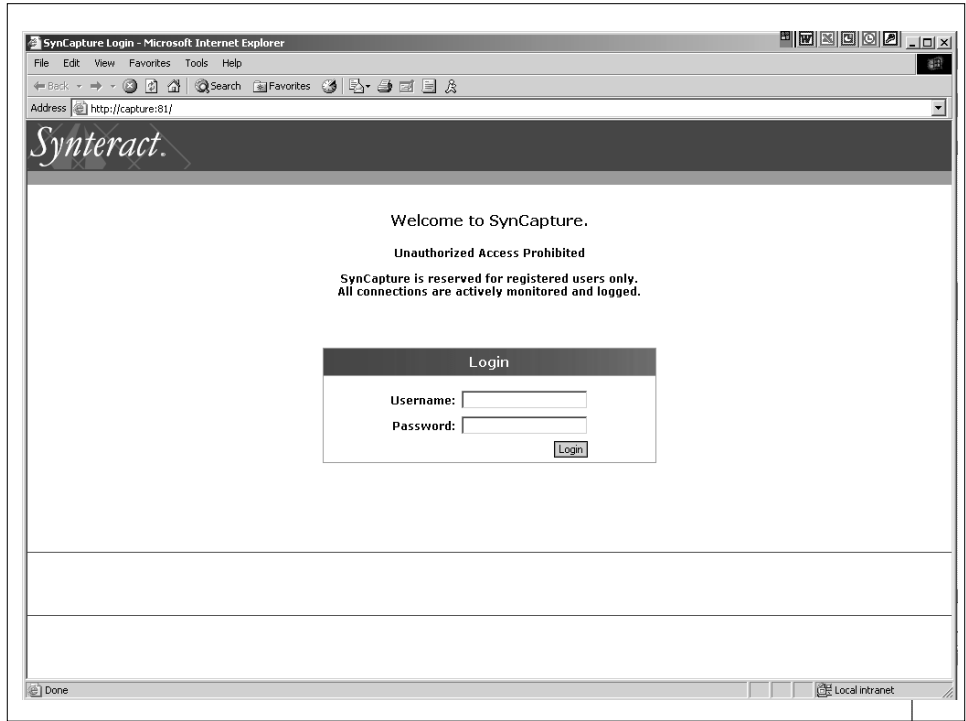 SynCapture Login - Microsoft Internet Explorer
File Edit View Favorites Tools Help
Back Search Favorites
Address http://capture:81/
Synteract.
Welcome to SynCapture.
Unauthorized Access Prohibited
SynCapture is reserved for registered users only.
All connections are actively monitored and logged.
Login
Username:
Password:
Login
Done Local intranet